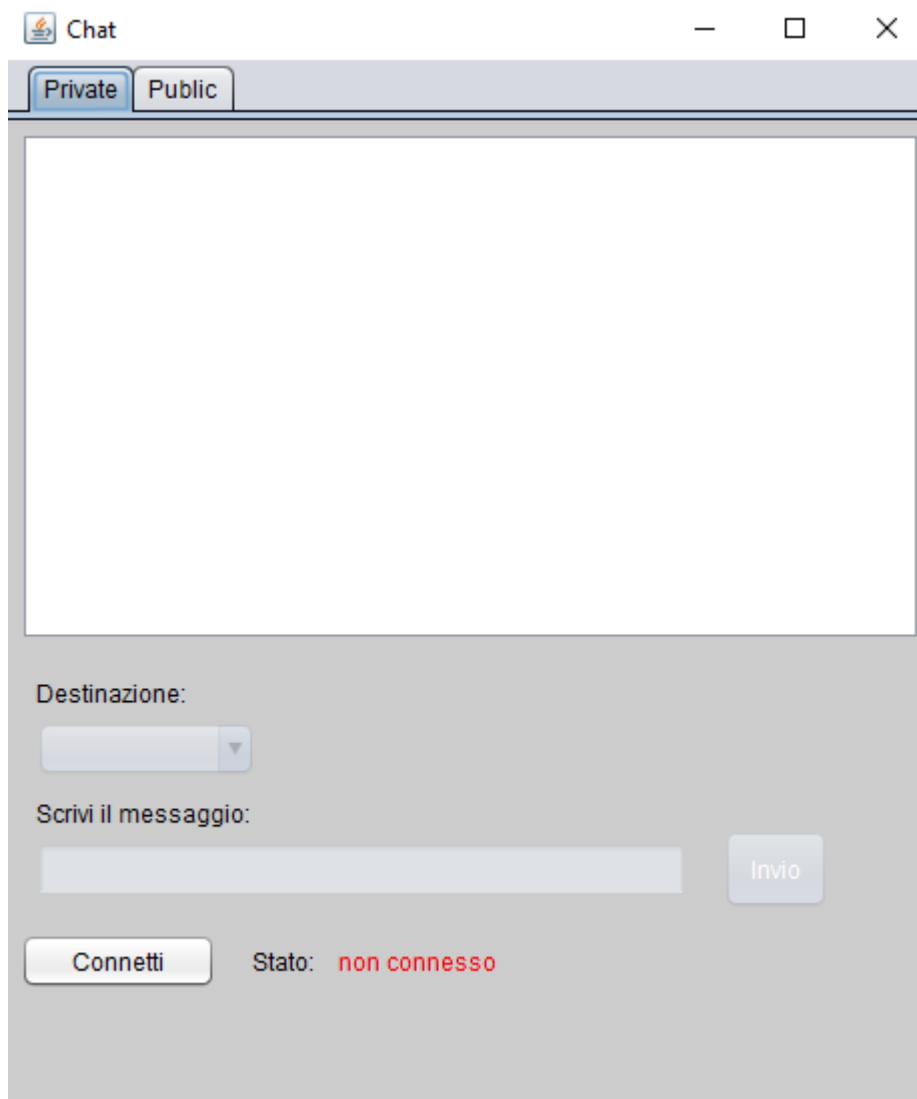 Chat
Private Public
Destinazione:
Scrivi il messaggio:
Invio
Connetti Stato: non connesso